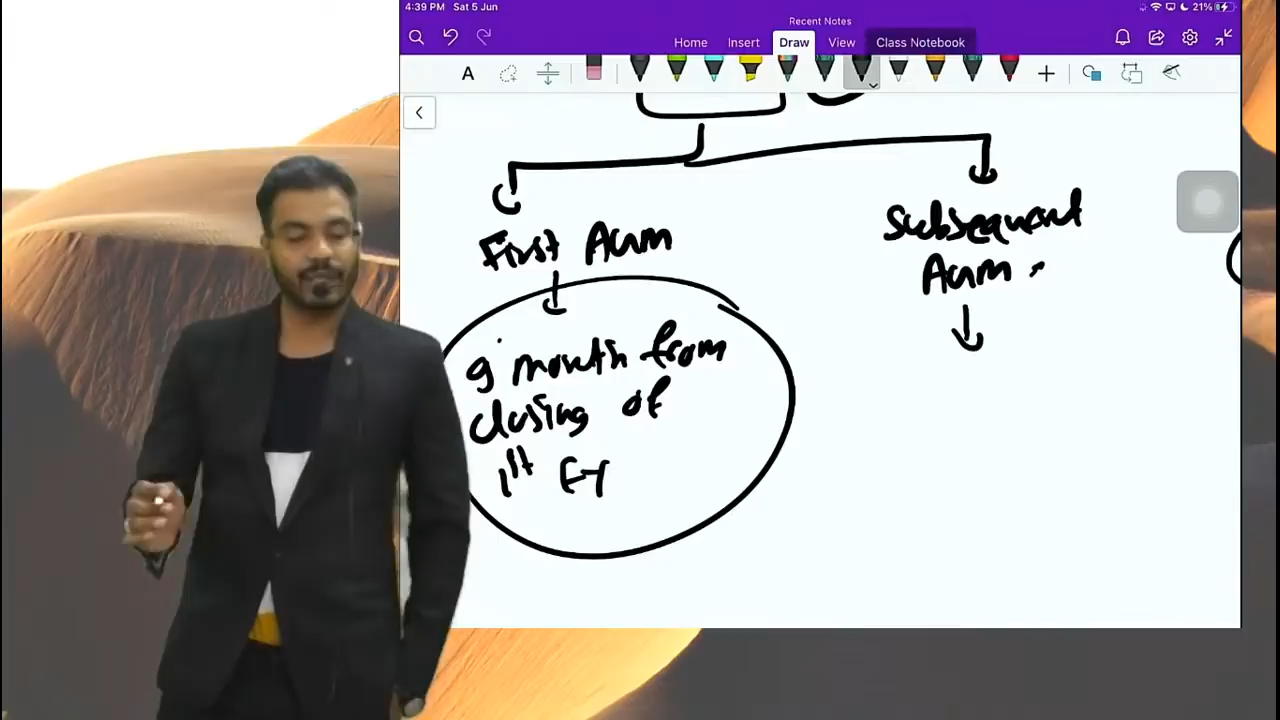 4:39 PM Sat 5 Jun
21%
Recent Notes
Home Insert Draw View Class Notebook
A
First AGM
Subsequent
AGM
9 month from
closing of
1st FY